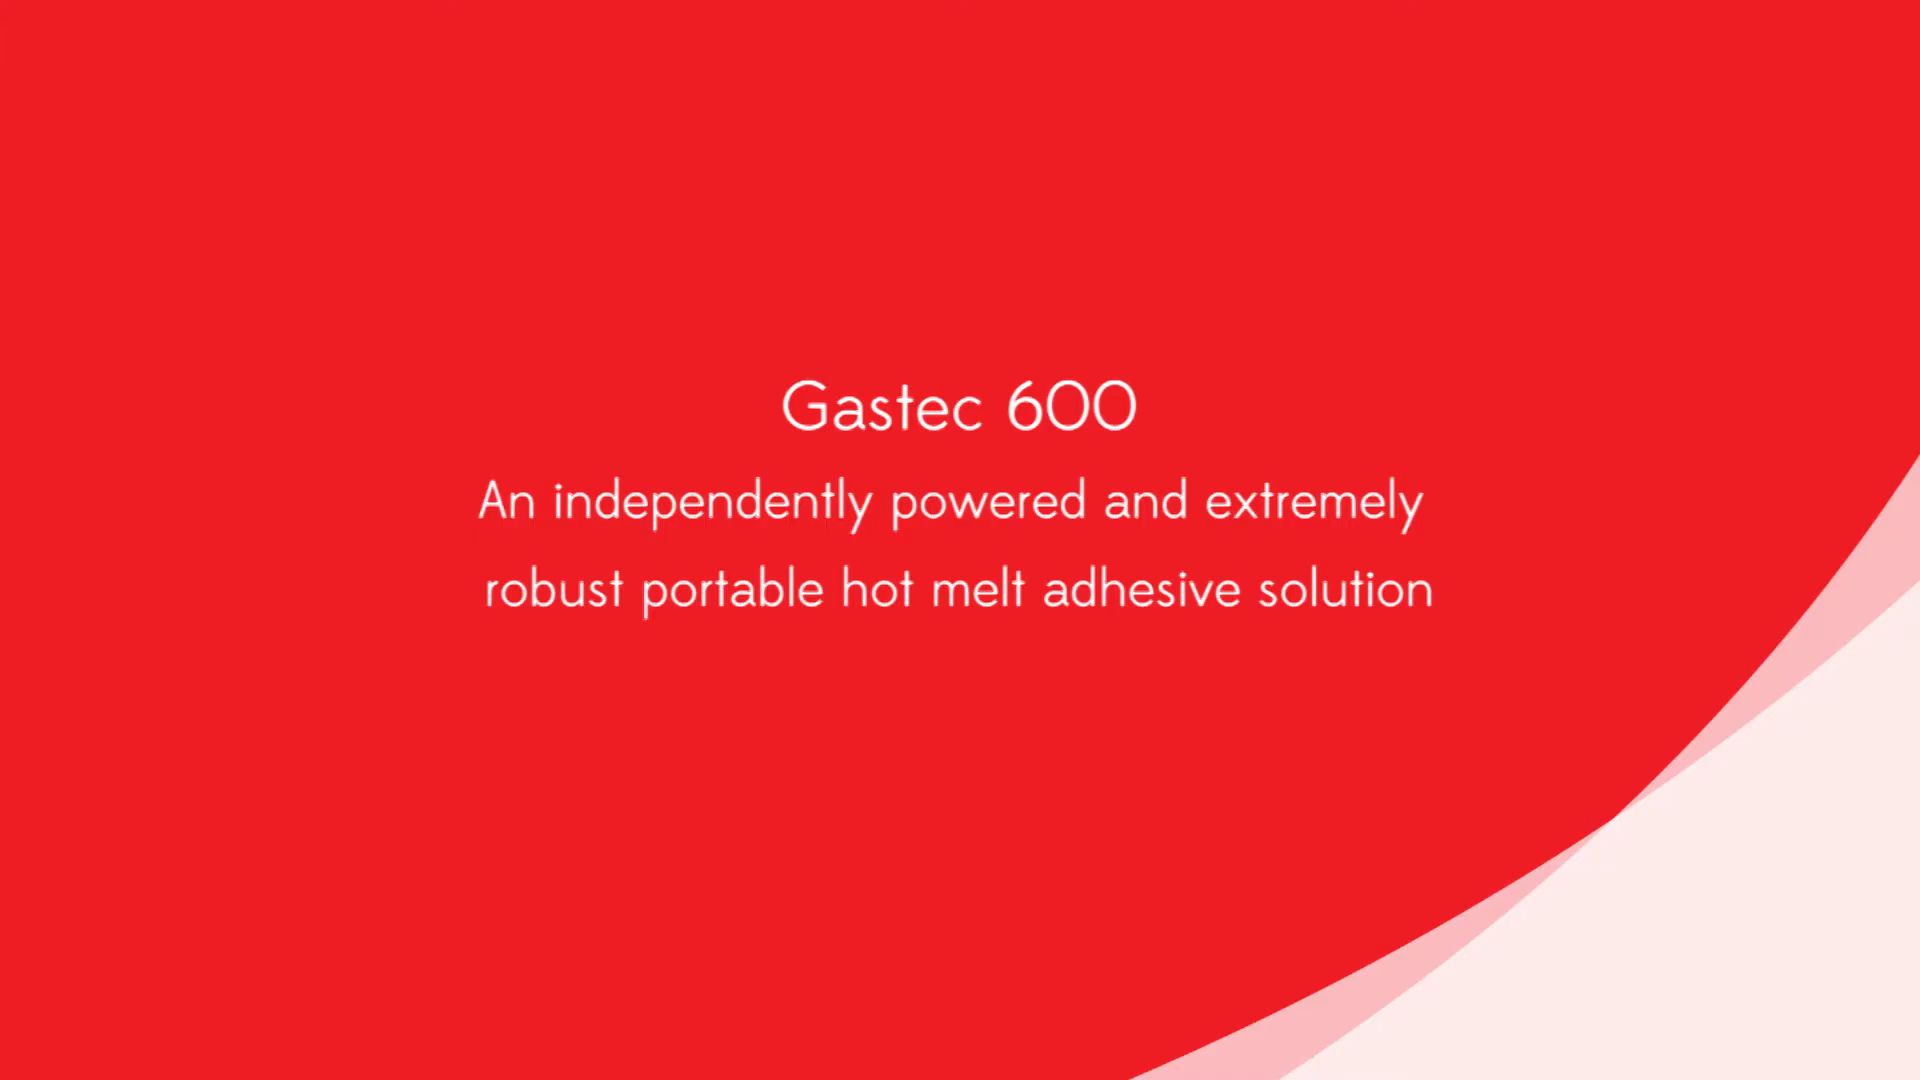 Gastec 600
An independently powered and extremely
robust portable hot melt adhesive solution